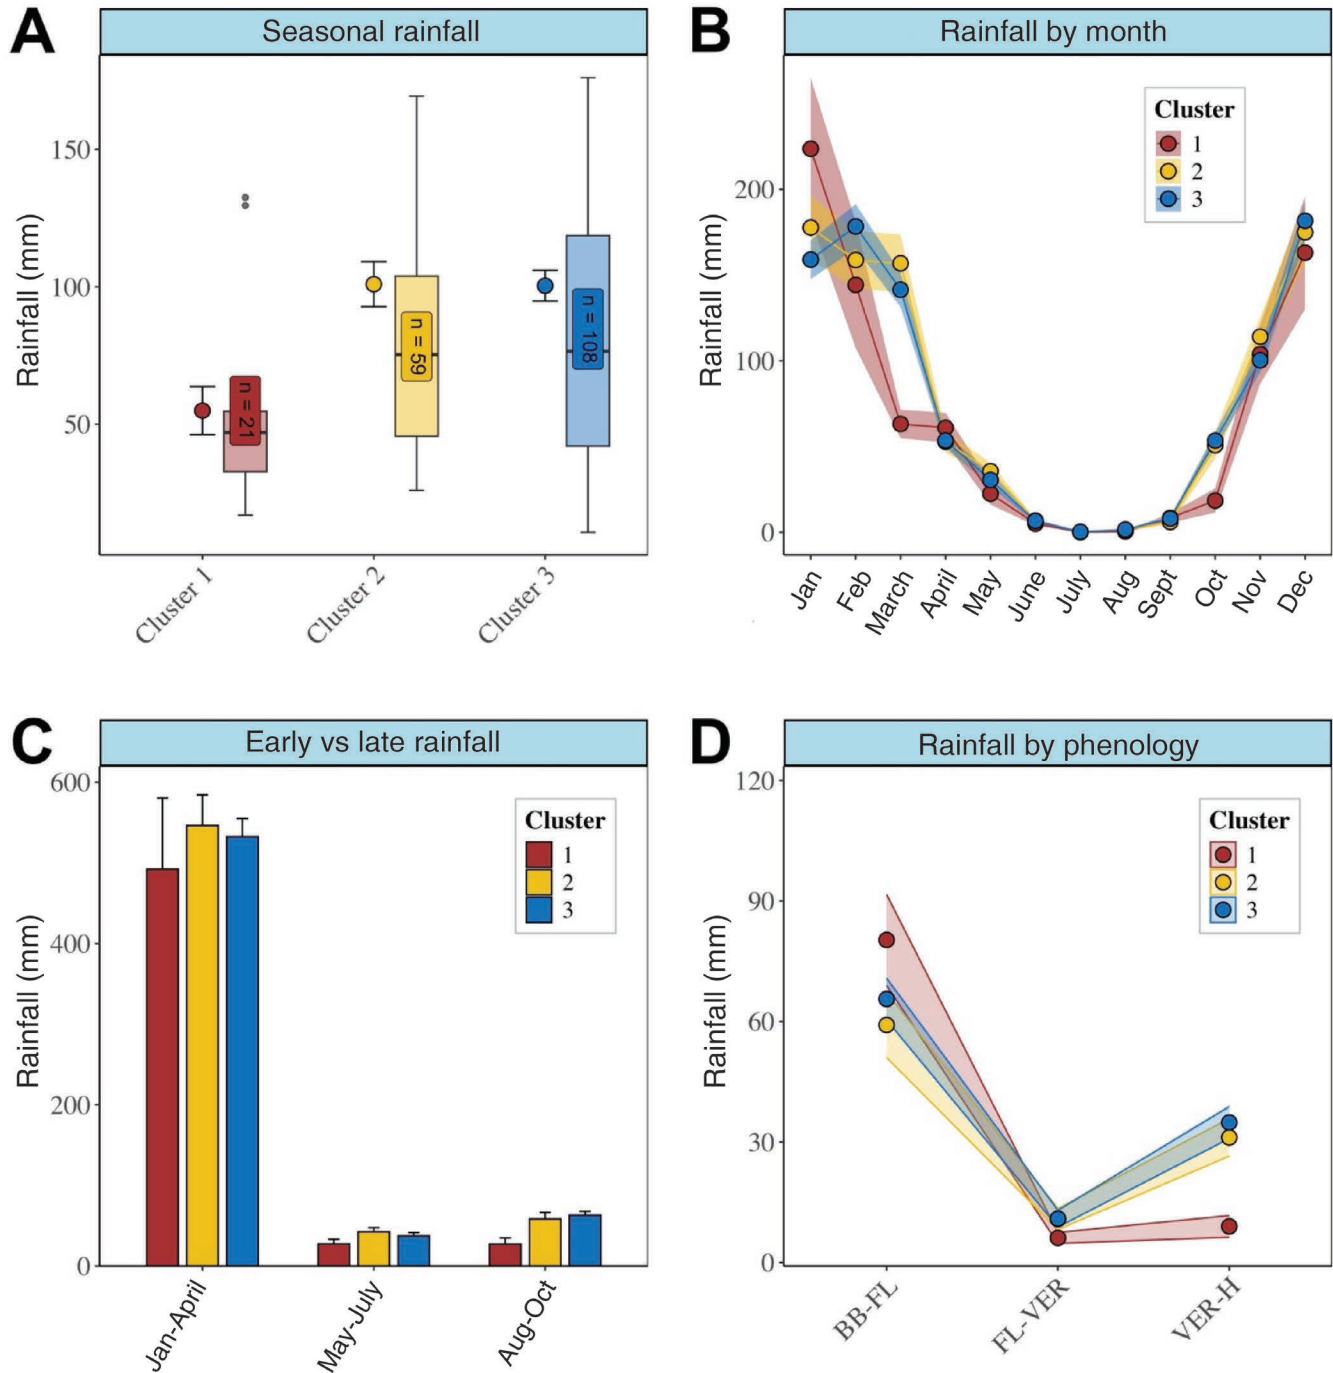 A
Seasonal rainfall
Rainfall (mm)
150
100
50
n = 21
n = 59
n = 108
Cluster 1
Cluster 2
Cluster 3
B
Rainfall by month
Rainfall (mm)
200
100
0
Cluster
1
2
3
Jan
Feb
March
April
May
June
July
Aug
Sept
Oct
Nov
Dec
C
Early vs late rainfall
Rainfall (mm)
600
400
200
0
Cluster
1
2
3
Jan-April
May-July
Aug-Oct
D
Rainfall by phenology
Rainfall (mm)
120
90
60
30
0
Cluster
1
2
3
BB-FL
FL-VER
VER-H